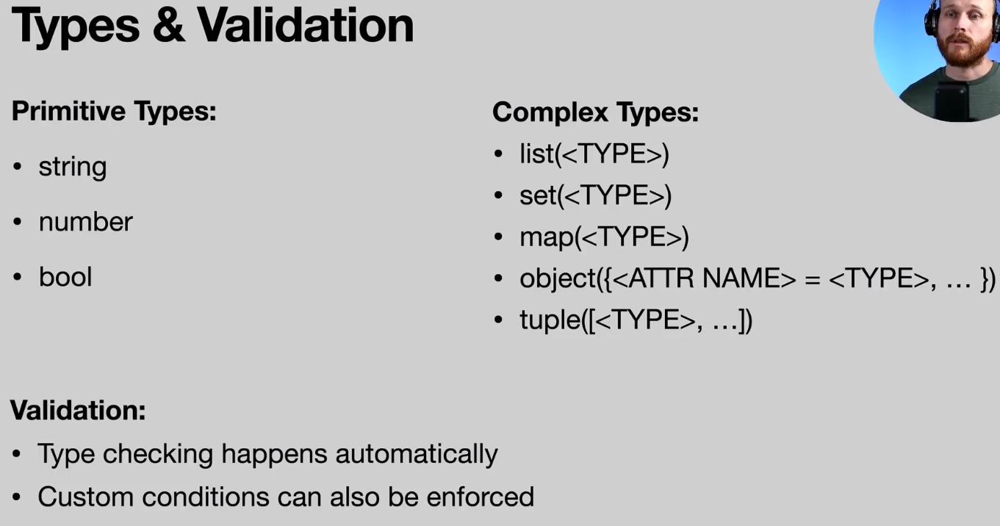 Types & Validation
Primitive Types:
• string
• number
• bool
Complex Types:
• list(<TYPE>)
• set(<TYPE>)
• map(<TYPE>)
• object({<ATTR NAME> = <TYPE>, … })
• tuple([<TYPE>, …])
Validation:
• Type checking happens automatically
• Custom conditions can also be enforced